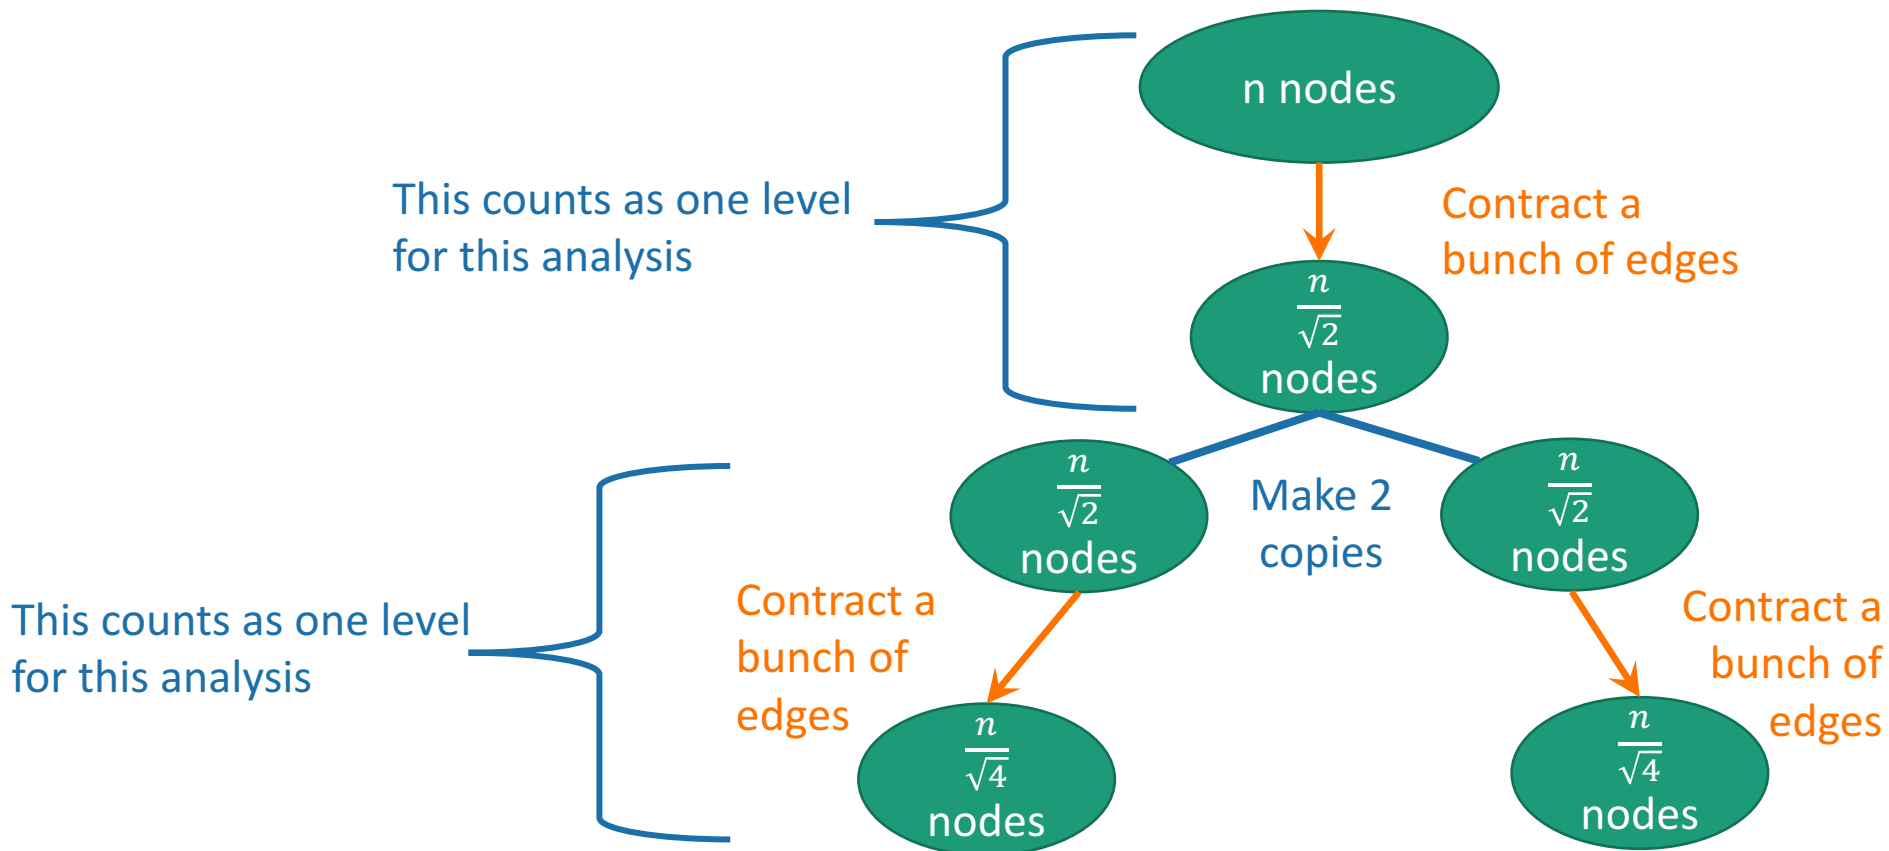 n nodes
This counts as one level
for this analysis
Contract a
bunch of edges
n
√2
nodes
n
√2
nodes
Make 2
copies
n
√2
nodes
This counts as one level
for this analysis
Contract a
bunch of
edges
Contract a
bunch of
edges
n
√4
nodes
n
√4
nodes